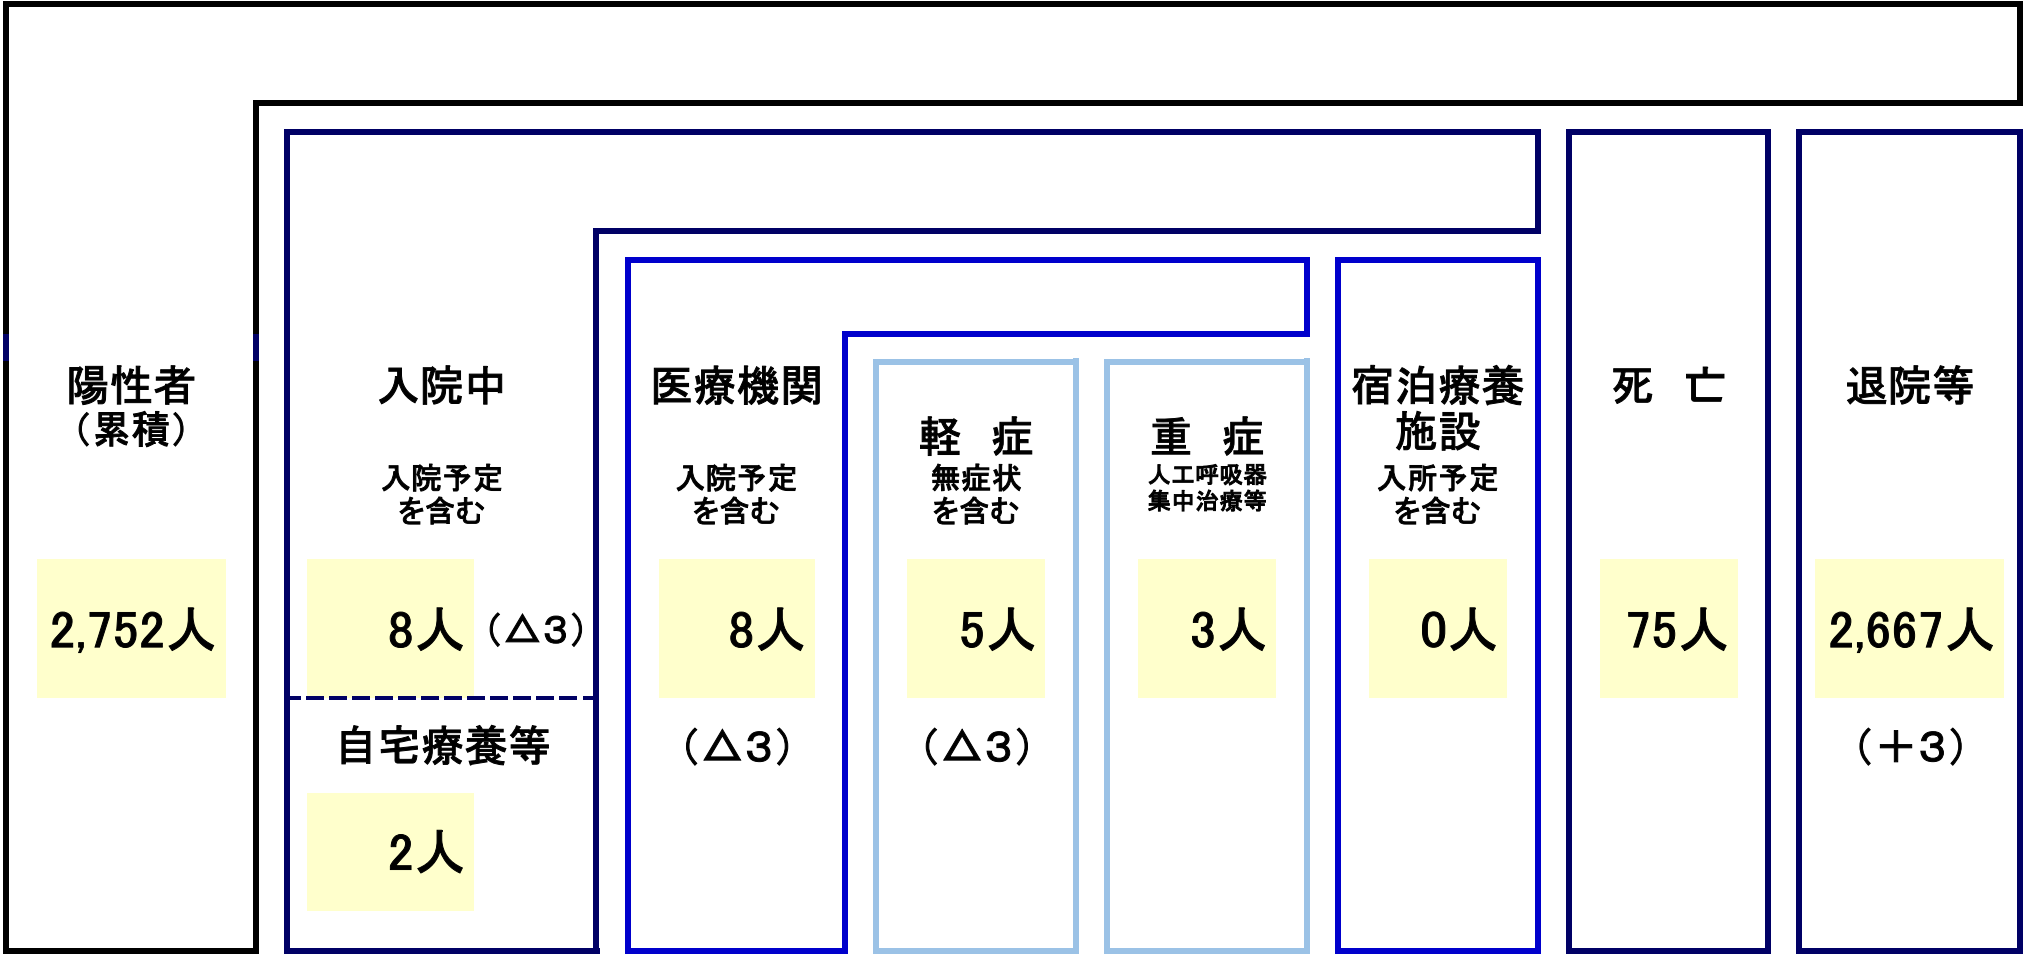 陽性者
（累積）
2,752人
入院中
入院予定
を含む
8人（△3）
自宅療養等
2人
医療機関
入院予定
を含む
8人
（△3）
軽　症
無症状
を含む
5人
（△3）
重　症
人工呼吸器
集中治療等
3人
宿泊療養
施設
入所予定
を含む
0人
死　亡
75人
退院等
2,667人
（＋3）